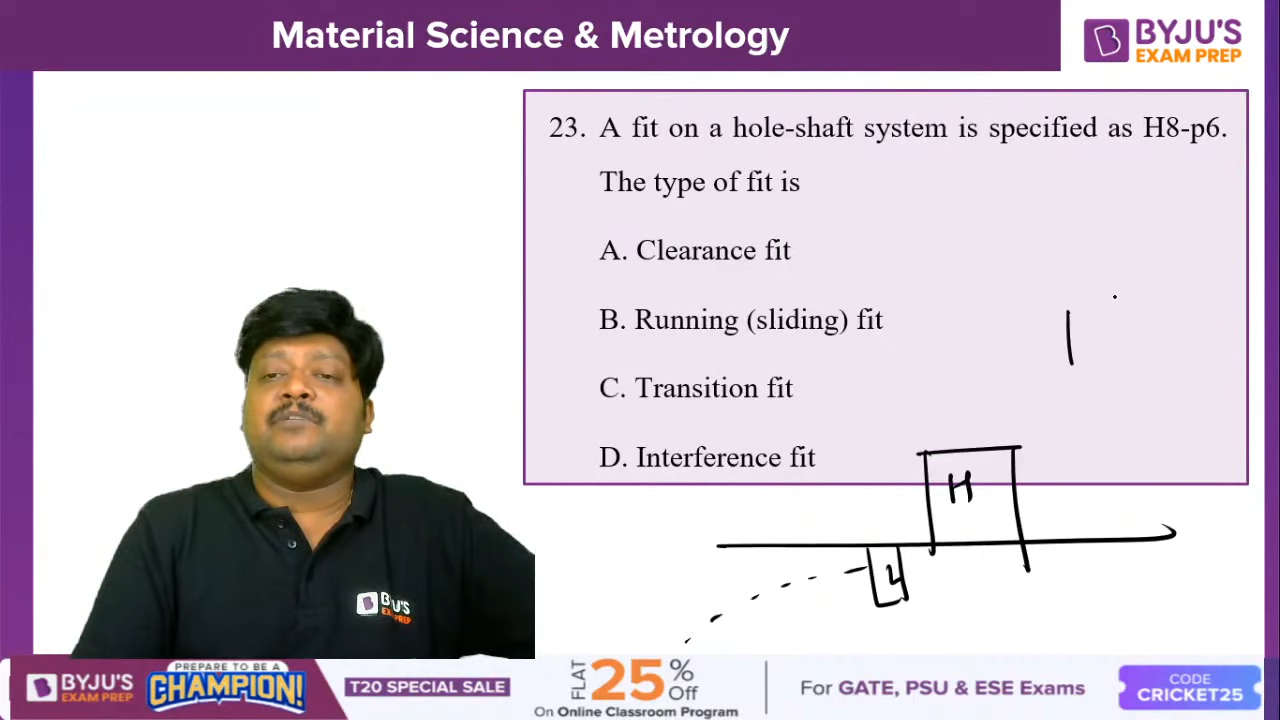 Material Science & Metrology
BYJU'S
EXAM PREP
23. A fit on a hole-shaft system is specified as H8-p6.
The type of fit is
A. Clearance fit
B. Running (sliding) fit
C. Transition fit
D. Interference fit
H
h
BYJU'S
EXAM PREP
BYJU'S
EXAM PREP
PREPARE TO BE A
CHAMPION!
T20 SPECIAL SALE
FLAT
25% Off
On Online Classroom Program
For GATE, PSU & ESE Exams
CODE
CRICKET25